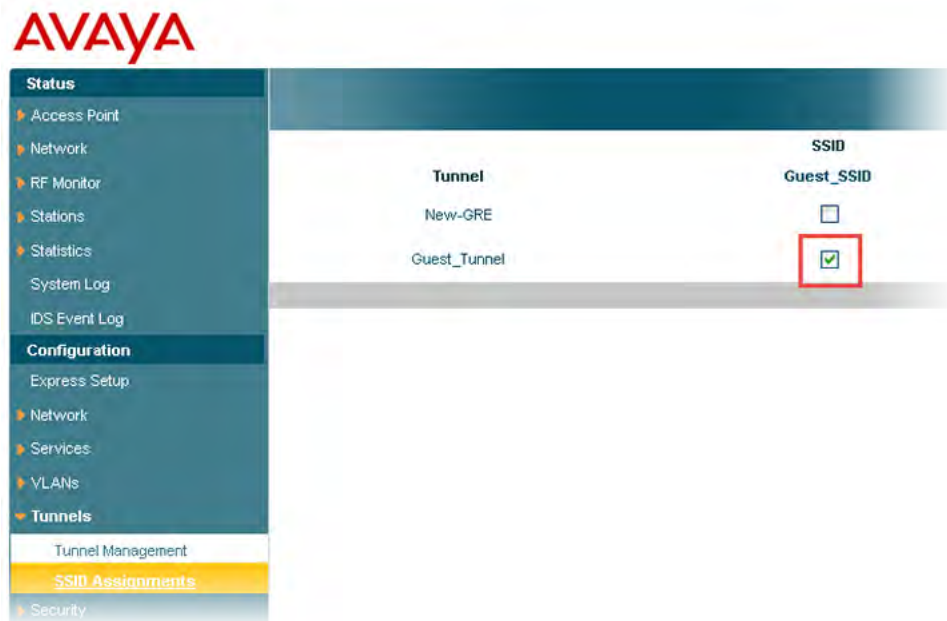 AVAYA
Status
Access Point
Network
RF Monitor
Stations
Statistics
System Log
IDS Event Log
Configuration
Express Setup
Network
Services
VLANs
Tunnels
Tunnel Management
SSID Assignments
Security
SSID
Tunnel Guest_SSID
New-GRE
Guest_Tunnel